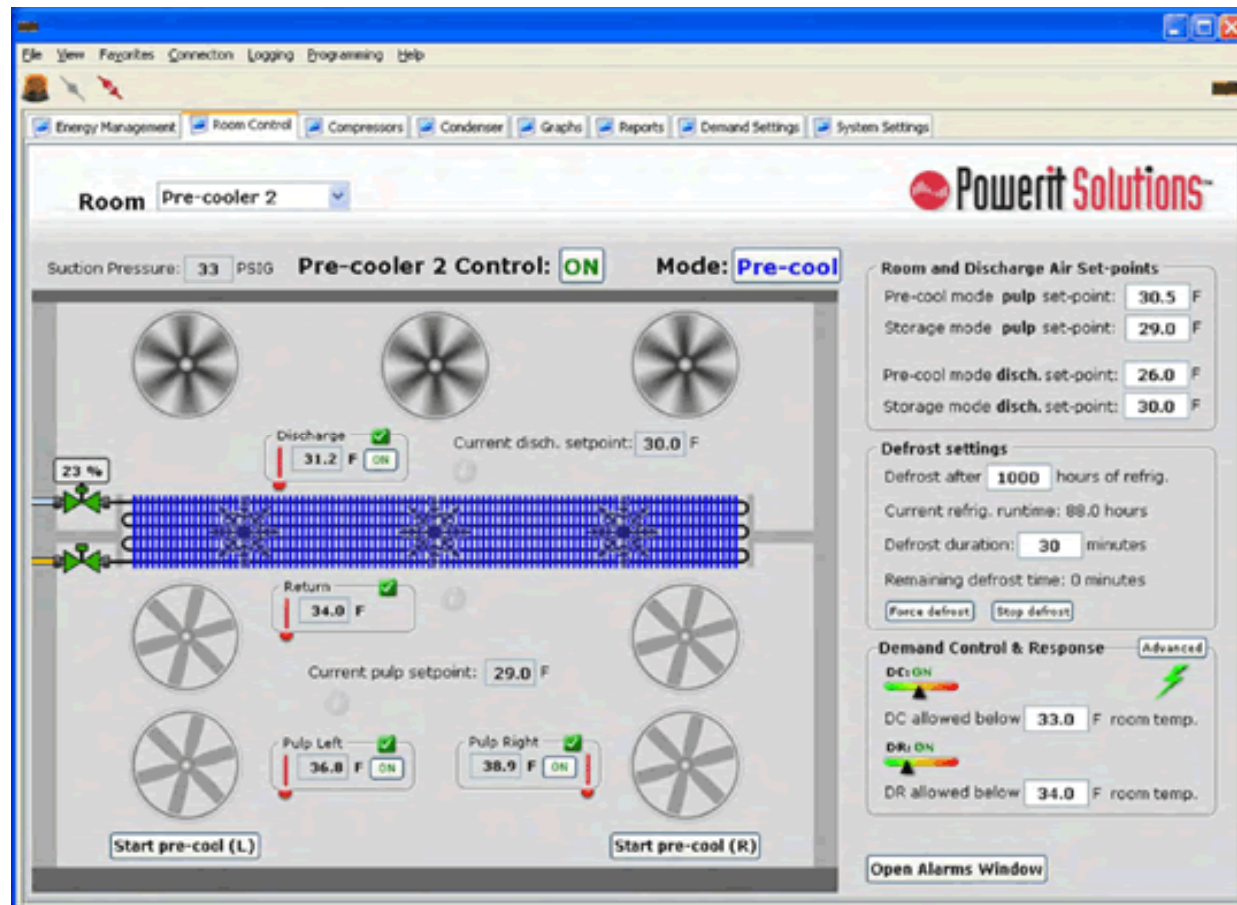 File View Favorites Connection Logging Programming Help
Energy Management Room Control Compressors Condenser Graphs Reports Demand Settings System Settings
Room Pre-cooler 2
Powerit Solutions™
Suction Pressure: 33 PSIG Pre-cooler 2 Control: ON Mode: Pre-cool
Discharge
31.2 F ON
Current disch. setpoint: 30.0 F
23 %
Return
34.0 F
Current pulp setpoint: 29.0 F
Pulp Left
36.8 F ON
Pulp Right
38.9 F ON
Start pre-cool (L)
Start pre-cool (R)
Room and Discharge Air Set-points
Pre-cool mode pulp set-point: 30.5 F
Storage mode pulp set-point: 29.0 F
Pre-cool mode disch. set-point: 26.0 F
Storage mode disch. set-point: 30.0 F
Defrost settings
Defrost after 1000 hours of refrig.
Current refrig. runtime: 88.0 hours
Defrost duration: 30 minutes
Remaining defrost time: 0 minutes
Force defrost Stop defrost
Demand Control & Response Advanced
DC: ON
DC allowed below 33.0 F room temp.
DR: ON
DR allowed below 34.0 F room temp.
Open Alarms Window